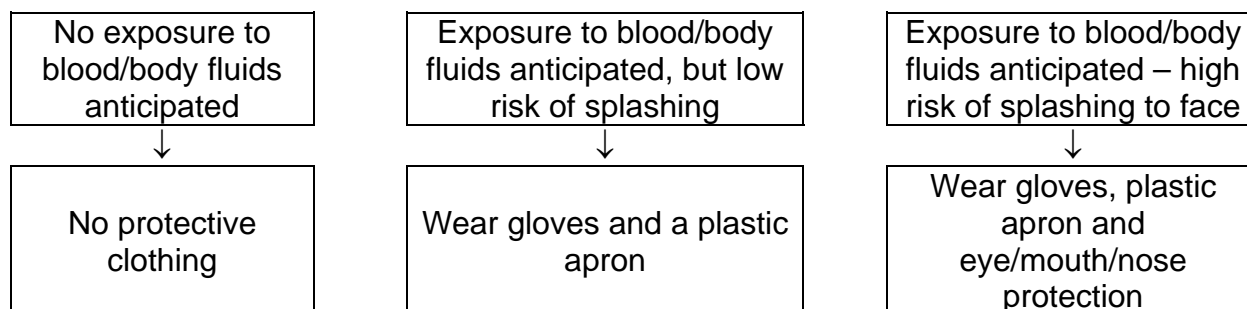 No exposure to
blood/body fluids
anticipated
Exposure to blood/body
fluids anticipated, but low
risk of splashing
Exposure to blood/body
fluids anticipated – high
risk of splashing to face
No protective
clothing
Wear gloves and a plastic
apron
Wear gloves, plastic
apron and
eye/mouth/nose
protection